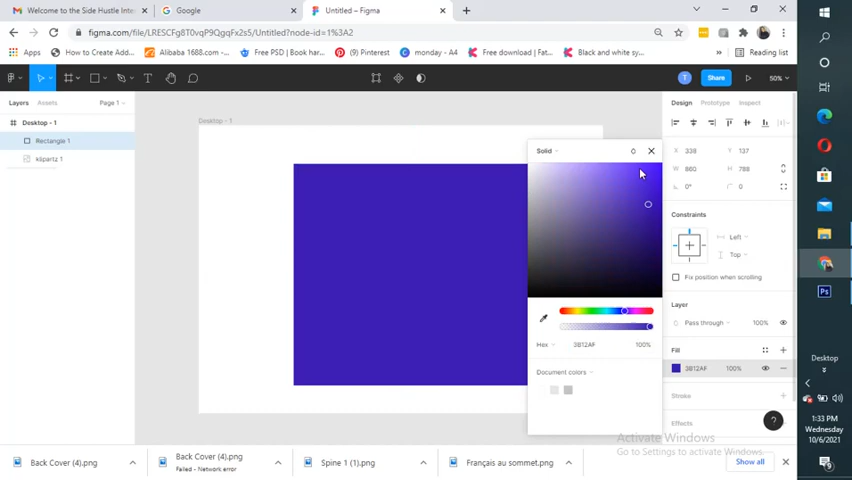 Welcome to the Side Hustle Intern
Google
Untitled – Figma
figma.com/file/LRESCFg8T0vqP9QgqFx2s5/Untitled?node-id=1%3A2
Apps
How to Create Add...
Alibaba 1688.com -...
Free PSD | Book har...
(9) Pinterest
monday - A4
Free download | Fat...
Black and white sy...
Reading list
T
Share
50%
Layers
Assets
Page 1
Design
Prototype
Inspect
Desktop - 1
Rectangle 1
klipartz 1
Desktop - 1
Solid
Hex
3B12AF
100%
Document colors
X
338
Y
137
W
860
H
788
0°
0
Constraints
Left
Top
Fix position when scrolling
Layer
Pass through
100%
Fill
3B12AF
100%
Stroke
Effects
?
Activate Windows
Go to Settings to activate Windows.
Back Cover (4).png
Back Cover (4).png
Failed - Network error
Spine 1 (1).png
Français au sommet.png
Show all
Ps
Desktop
1:33 PM
Wednesday
10/6/2021
9